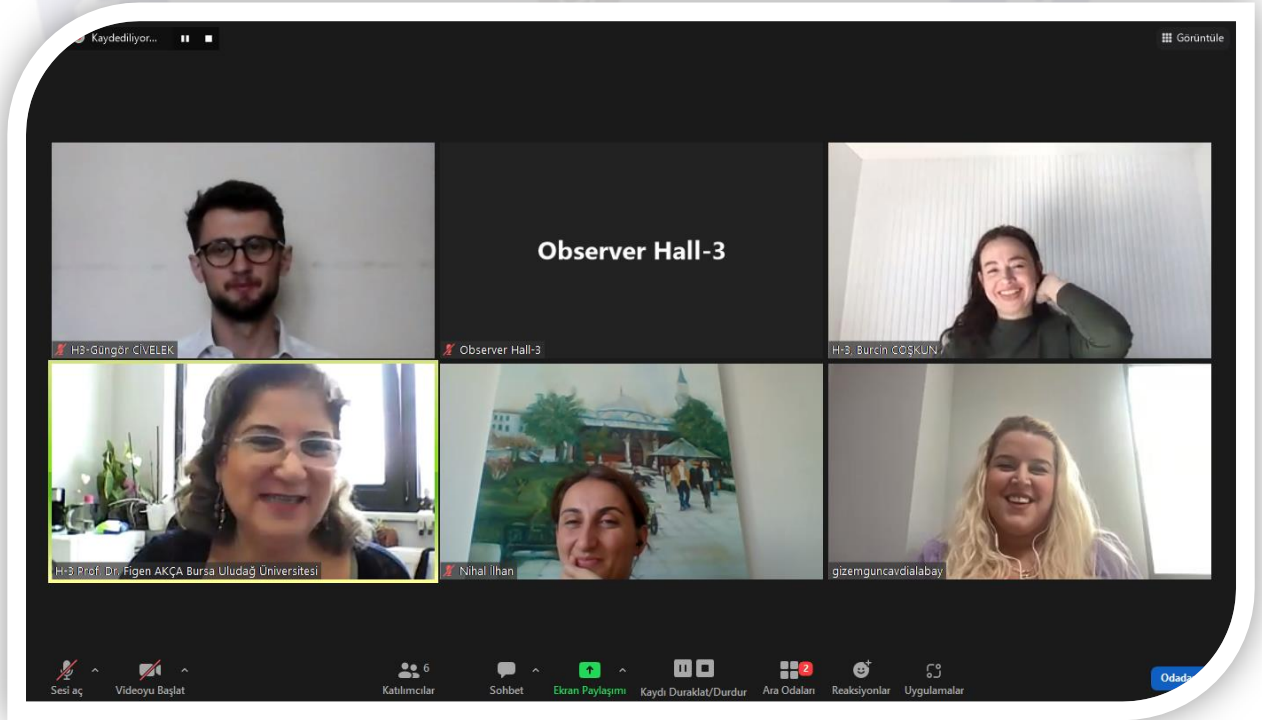 Kaydediliyor...
Görüntüle
Observer Hall-3
H3-Güngör CİVELEK
Observer Hall-3
H-3, Burcin COŞKUN
H-3 Prof. Dr. Figen AKÇA Bursa Uludağ Üniversitesi
Nihal İlhan
gizemguncavdialabay
6
2
Sesi aç
Videoyu Başlat
Katılımcılar
Sohbet
Ekran Paylaşımı
Kaydı Duraklat/Durdur
Ara Odaları
Reaksiyonlar
Uygulamalar